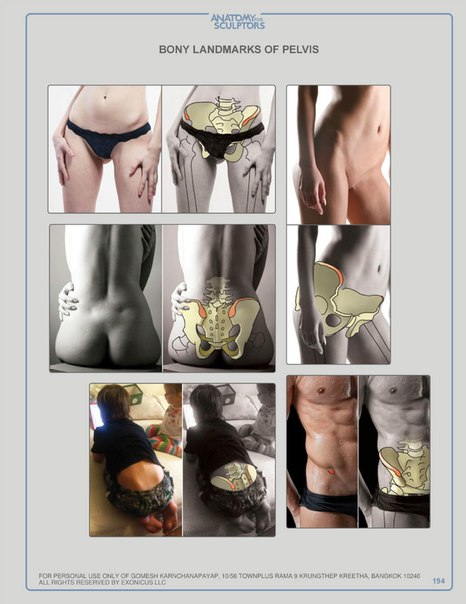 ANATOMY FOR
SCULPTORS
BONY LANDMARKS OF PELVIS
FOR PERSONAL USE ONLY OF GOMESH KARNCHANAPAYAP, 10/56 TOWNPLUS RAMA 9 KRUNGTHEP KREETHA, BANGKOK 10240
ALL RIGHTS RESERVED BY EXONICUS LLC
194